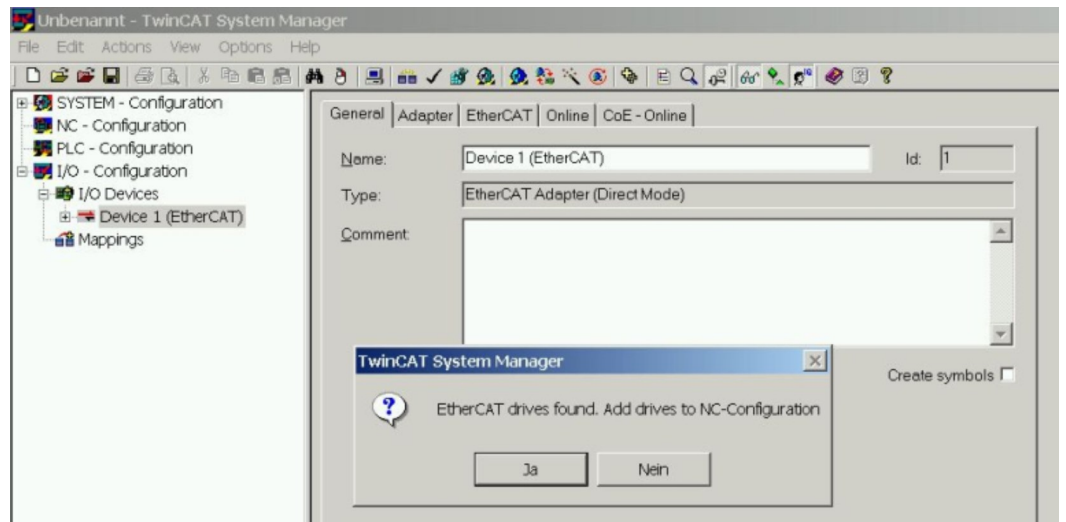 Unbenannt - TwinCAT System Manager
File Edit Actions View Options Help
SYSTEM - Configuration
NC - Configuration
PLC - Configuration
I/O - Configuration
I/O Devices
Device 1 (EtherCAT)
Mappings
General Adapter EtherCAT Online CoE - Online
Name: Device 1 (EtherCAT) Id: 1
Type: EtherCAT Adapter (Direct Mode)
Comment:
TwinCAT System Manager
EtherCAT drives found. Add drives to NC-Configuration
Ja Nein
Create symbols